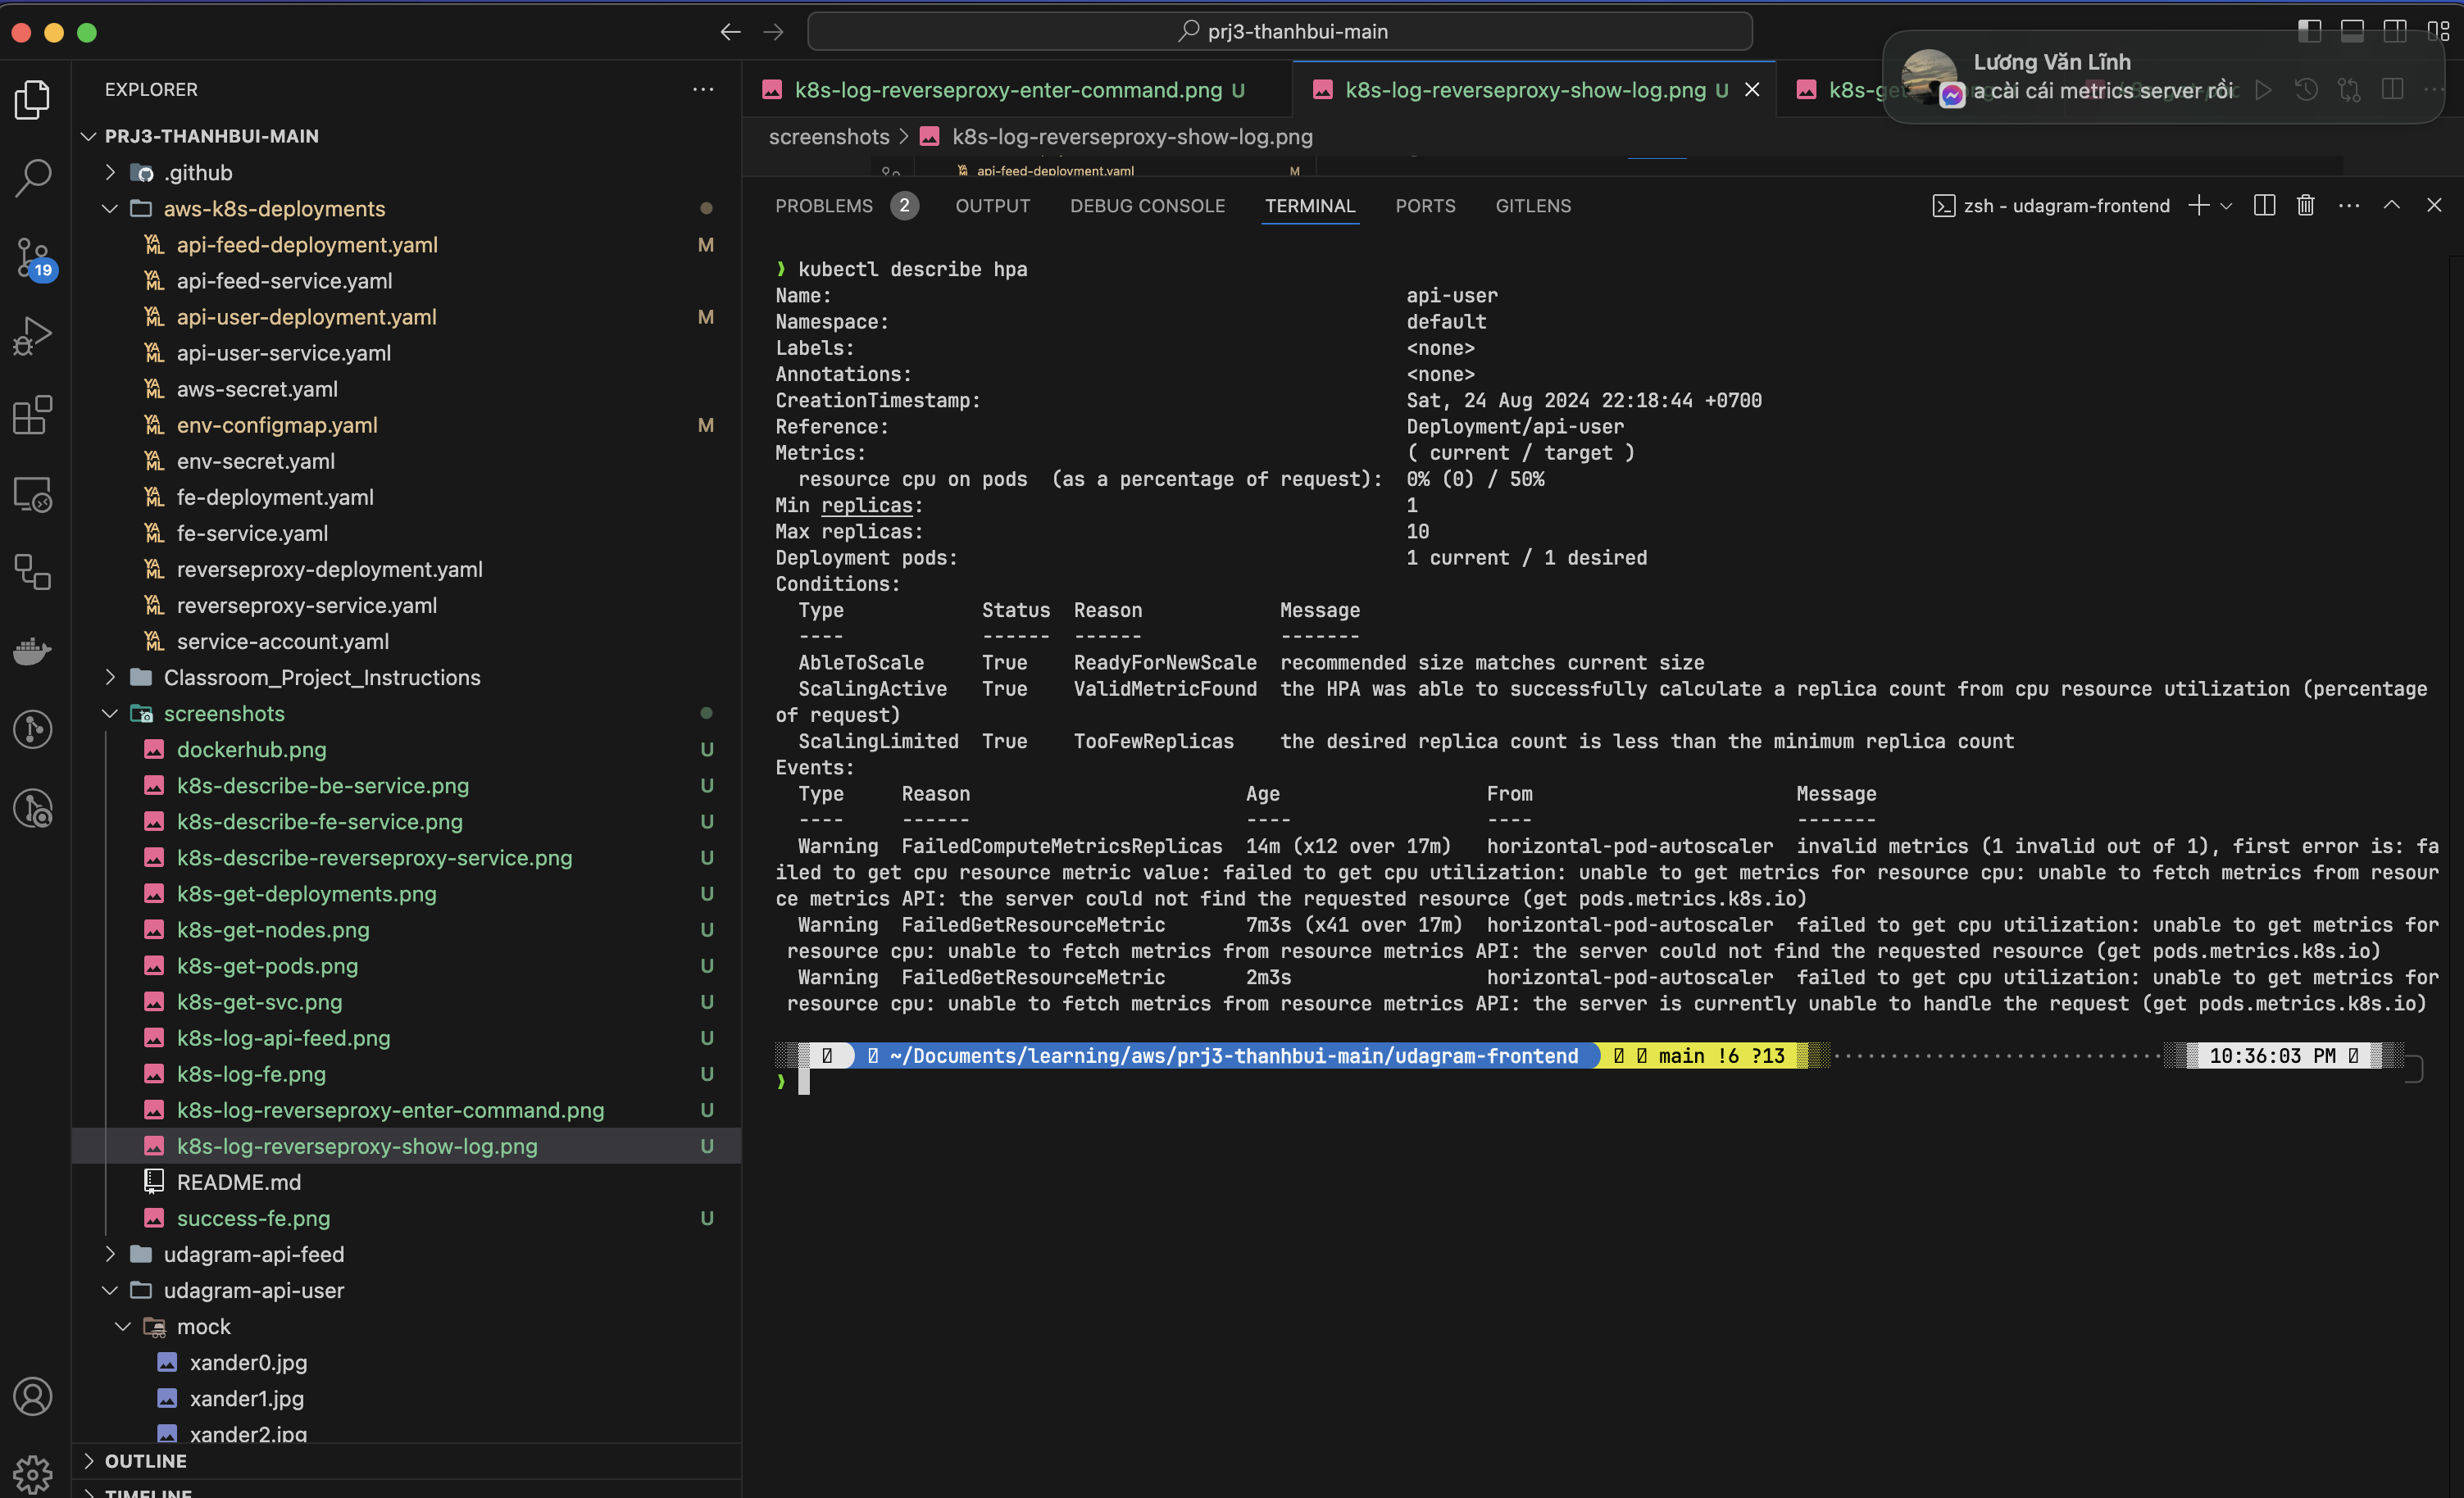 prj3-thanhbui-main
Lương Văn Lĩnh
a cài cái metrics server rồi
EXPLORER
k8s-log-reverseproxy-enter-command.png U
k8s-log-reverseproxy-show-log.png U
PRJ3-THANHBUI-MAIN
screenshots > k8s-log-reverseproxy-show-log.png
.github
api-feed-deployment.yaml M
aws-k8s-deployments
api-feed-deployment.yaml M
api-feed-service.yaml
api-user-deployment.yaml M
api-user-service.yaml
aws-secret.yaml
env-configmap.yaml M
env-secret.yaml
fe-deployment.yaml
fe-service.yaml
reverseproxy-deployment.yaml
reverseproxy-service.yaml
service-account.yaml
Classroom_Project_Instructions
screenshots
dockerhub.png U
k8s-describe-be-service.png U
k8s-describe-fe-service.png U
k8s-describe-reverseproxy-service.png U
k8s-get-deployments.png U
k8s-get-nodes.png U
k8s-get-pods.png U
k8s-get-svc.png U
k8s-log-api-feed.png U
k8s-log-fe.png U
k8s-log-reverseproxy-enter-command.png U
k8s-log-reverseproxy-show-log.png U
README.md
success-fe.png U
udagram-api-feed
udagram-api-user
mock
xander0.jpg
xander1.jpg
xander2.jpg
OUTLINE
TIMELINE
19
PROBLEMS 2 OUTPUT DEBUG CONSOLE TERMINAL PORTS GITLENS
zsh - udagram-frontend
❯ kubectl describe hpa
Name: api-user
Namespace: default
Labels: <none>
Annotations: <none>
CreationTimestamp: Sat, 24 Aug 2024 22:18:44 +0700
Reference: Deployment/api-user
Metrics: ( current / target )
resource cpu on pods (as a percentage of request): 0% (0) / 50%
Min replicas: 1
Max replicas: 10
Deployment pods: 1 current / 1 desired
Conditions:
Type Status Reason Message
---- ------ ------ -------
AbleToScale True ReadyForNewScale recommended size matches current size
ScalingActive True ValidMetricFound the HPA was able to successfully calculate a replica count from cpu resource utilization (percentage
of request)
ScalingLimited True TooFewReplicas the desired replica count is less than the minimum replica count
Events:
Type Reason Age From Message
---- ------ ---- ---- -------
Warning FailedComputeMetricsReplicas 14m (x12 over 17m) horizontal-pod-autoscaler invalid metrics (1 invalid out of 1), first error is: fa
iled to get cpu resource metric value: failed to get cpu utilization: unable to get metrics for resource cpu: unable to fetch metrics from resour
ce metrics API: the server could not find the requested resource (get pods.metrics.k8s.io)
Warning FailedGetResourceMetric 7m3s (x41 over 17m) horizontal-pod-autoscaler failed to get cpu utilization: unable to get metrics for
resource cpu: unable to fetch metrics from resource metrics API: the server could not find the requested resource (get pods.metrics.k8s.io)
Warning FailedGetResourceMetric 2m3s horizontal-pod-autoscaler failed to get cpu utilization: unable to get metrics for
resource cpu: unable to fetch metrics from resource metrics API: the server is currently unable to handle the request (get pods.metrics.k8s.io)
~/Documents/learning/aws/prj3-thanhbui-main/udagram-frontend main !6 ?13 10:36:03 PM
❯